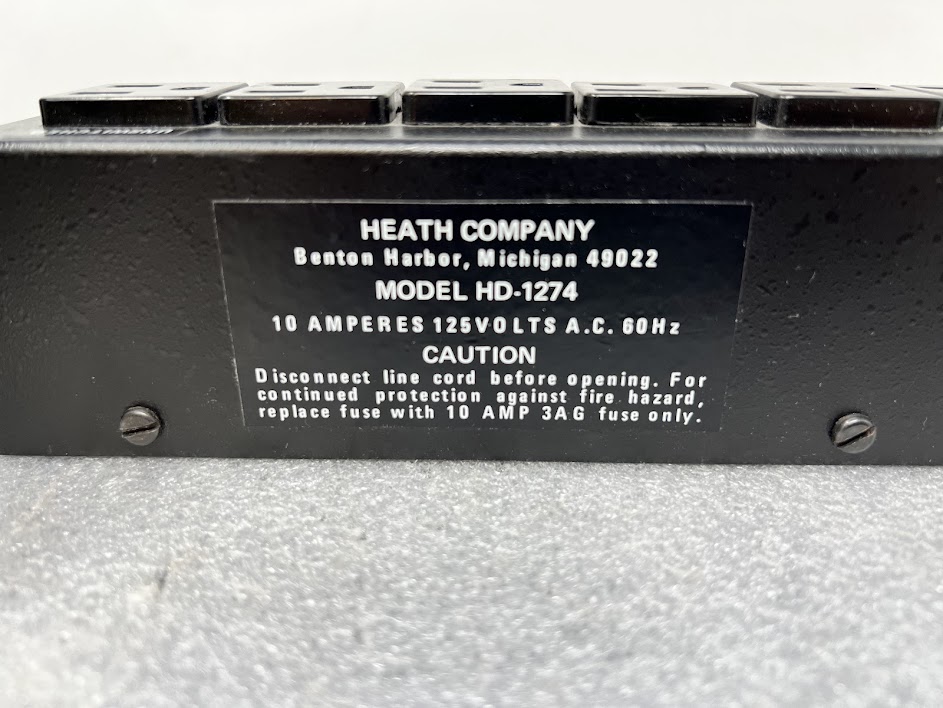 HEATH COMPANY
Benton Harbor, Michigan 49022
MODEL HD-1274
10 AMPERES 125VOLTS A.C. 60Hz
CAUTION
Disconnect line cord before opening. For
continued protection against fire hazard,
replace fuse with 10 AMP 3AG fuse only.